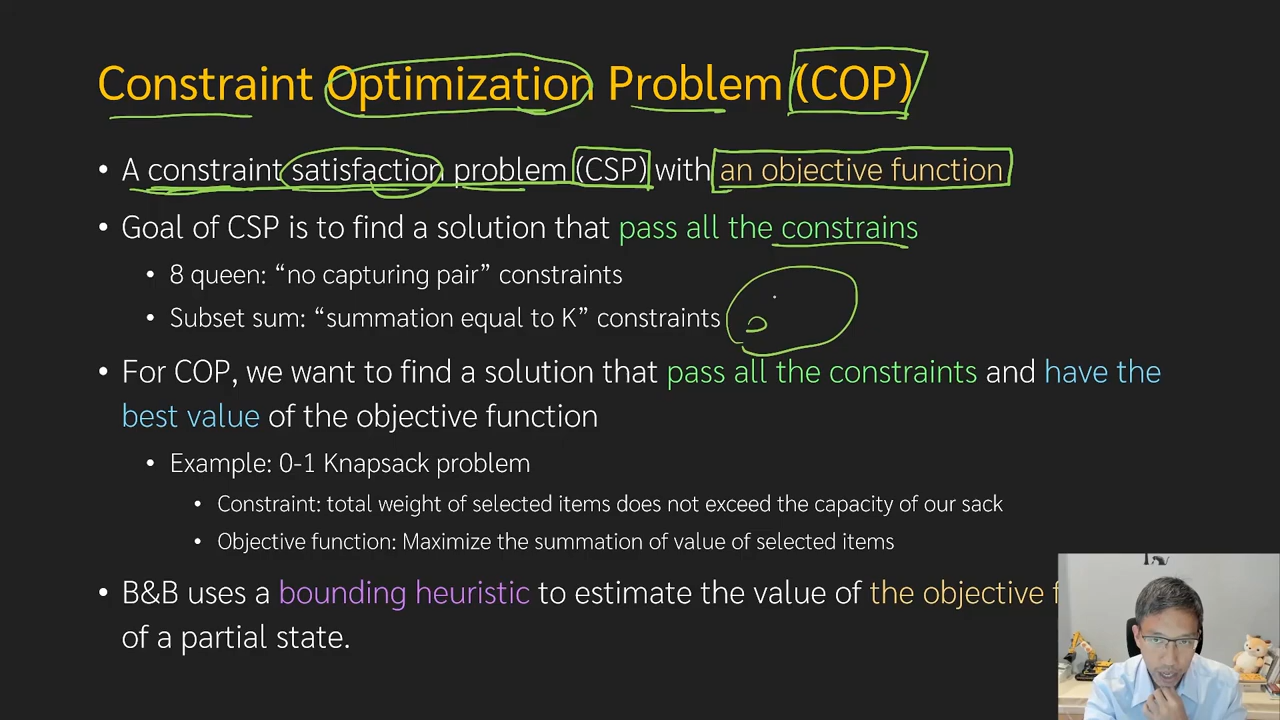 Constraint Optimization Problem (COP)
• A constraint satisfaction problem (CSP) with an objective function
• Goal of CSP is to find a solution that pass all the constrains
• 8 queen: “no capturing pair” constraints
• Subset sum: “summation equal to K” constraints
• For COP, we want to find a solution that pass all the constraints and have the
best value of the objective function
• Example: 0-1 Knapsack problem
• Constraint: total weight of selected items does not exceed the capacity of our sack
• Objective function: Maximize the summation of value of selected items
• B&B uses a bounding heuristic to estimate the value of the objective
of a partial state.